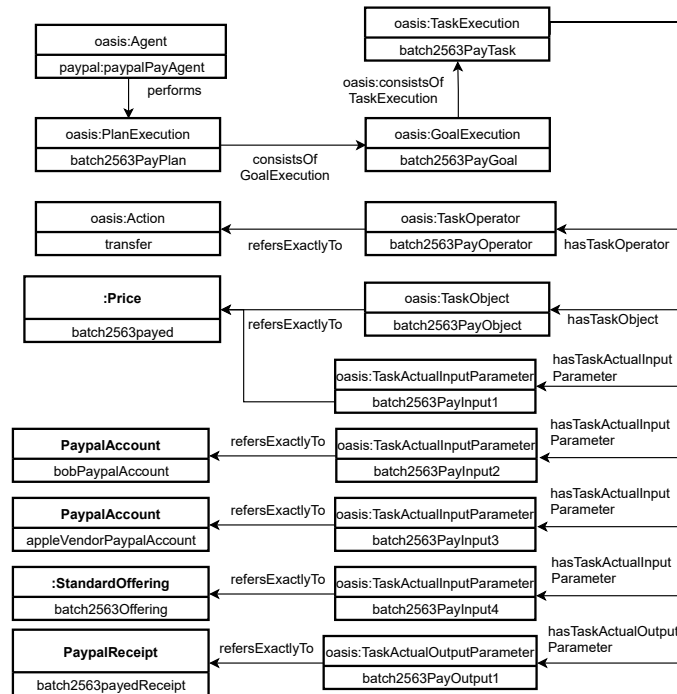 oasis:Agent
paypal:paypalPayAgent
performs
oasis:TaskExecution
batch2563PayTask
oasis:consistsOf
TaskExecution
oasis:PlanExecution
batch2563PayPlan
consistsOf
GoalExecution
oasis:GoalExecution
batch2563PayGoal
oasis:Action
transfer
refersExactlyTo
oasis:TaskOperator
batch2563PayOperator
hasTaskOperator
:Price
batch2563payed
refersExactlyTo
oasis:TaskObject
batch2563PayObject
hasTaskObject
oasis:TaskActualInputParameter
batch2563PayInput1
hasTaskActualInput
Parameter
PaypalAccount
bobPaypalAccount
refersExactlyTo
oasis:TaskActualInputParameter
batch2563PayInput2
hasTaskActualInput
Parameter
PaypalAccount
appleVendorPaypalAccount
refersExactlyTo
oasis:TaskActualInputParameter
batch2563PayInput3
hasTaskActualInput
Parameter
:StandardOffering
batch2563Offering
refersExactlyTo
oasis:TaskActualInputParameter
batch2563PayInput4
hasTaskActualInput
Parameter
PaypalReceipt
batch2563payedReceipt
refersExactlyTo
oasis:TaskActualOutputParameter
batch2563PayOutput1
hasTaskActualOutput
Parameter